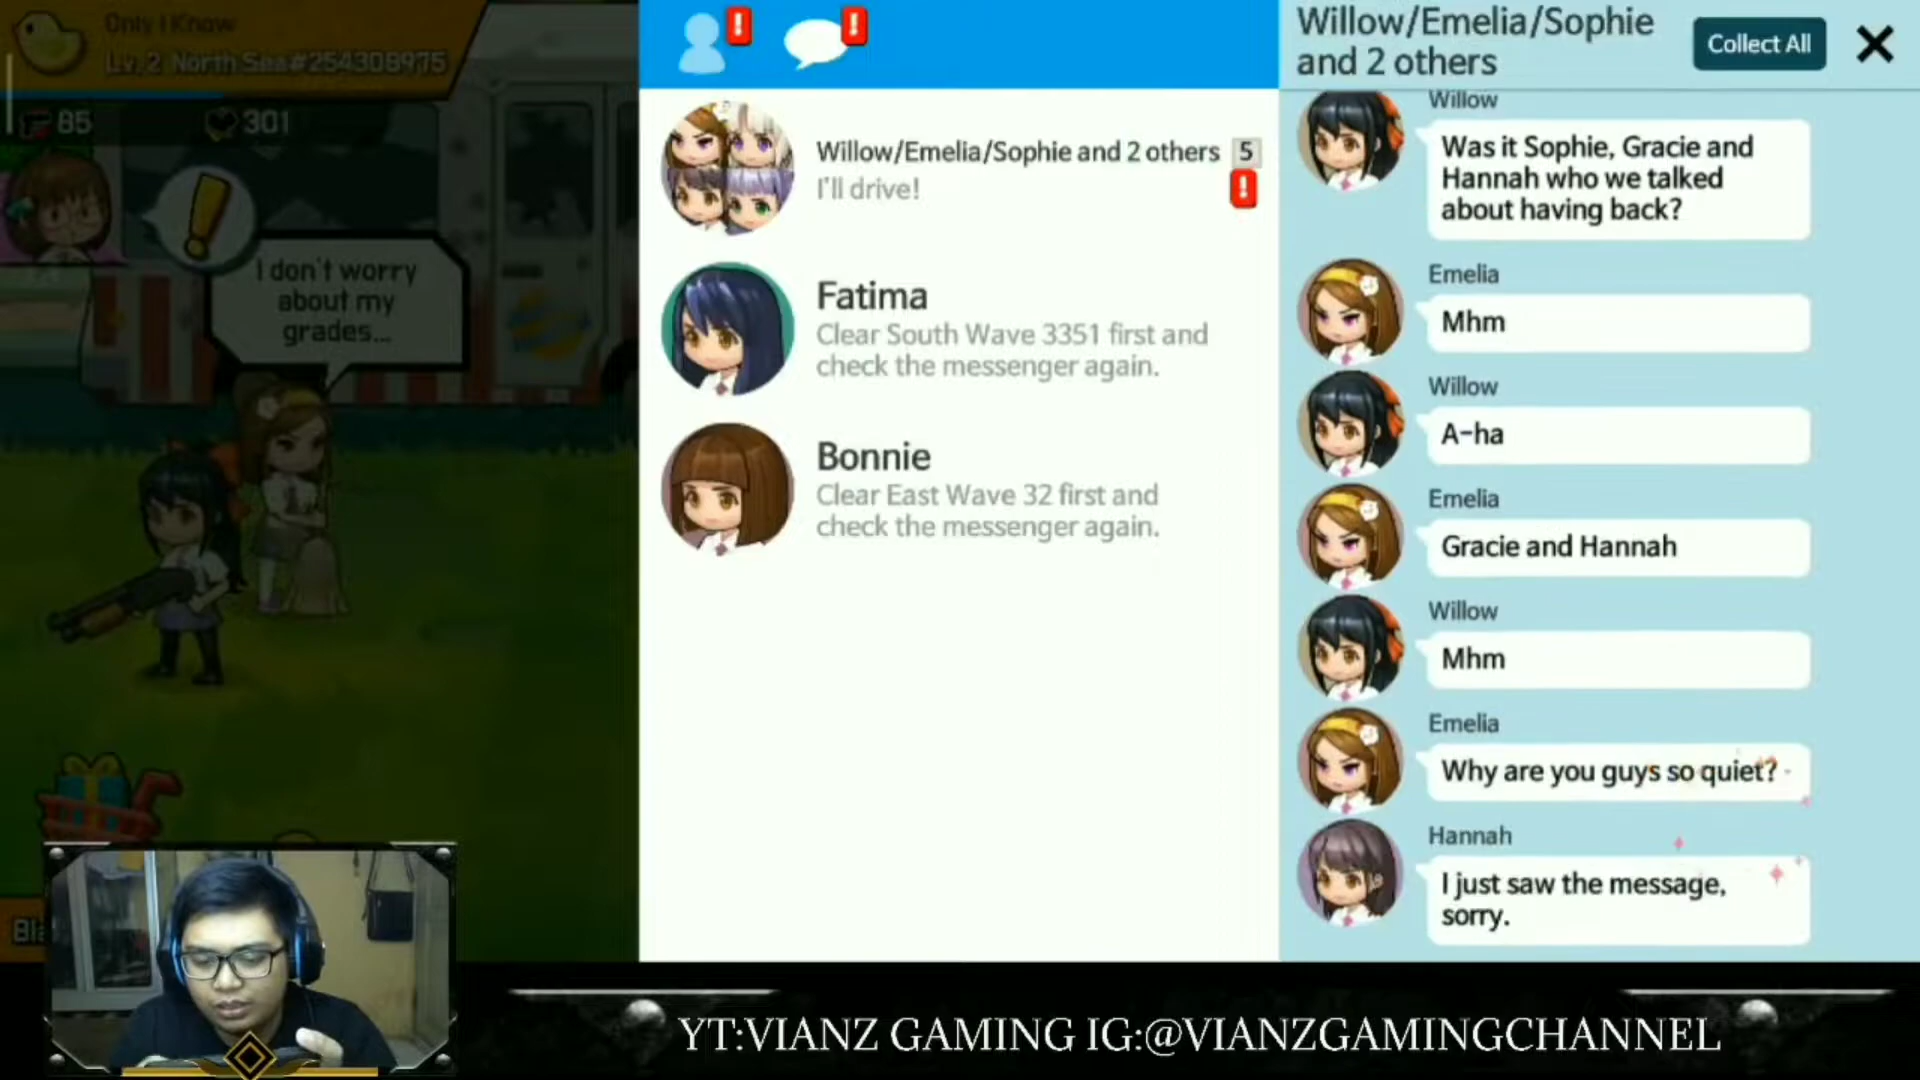 Only I Know
Lv. 2 North Sea#254308975
85
301
I don't worry
about my
grades...
Willow/Emelia/Sophie and 2 others
5
I'll drive!
Fatima
Clear South Wave 3351 first and
check the messenger again.
Bonnie
Clear East Wave 32 first and
check the messenger again.
Willow/Emelia/Sophie
and 2 others
Collect All
Willow
Was it Sophie, Gracie and
Hannah who we talked
about having back?
Emelia
Mhm
Willow
A-ha
Emelia
Gracie and Hannah
Willow
Mhm
Emelia
Why are you guys so quiet?
Hannah
I just saw the message,
sorry.
YT:VIANZ GAMING IG:@VIANZGAMINGCHANNEL